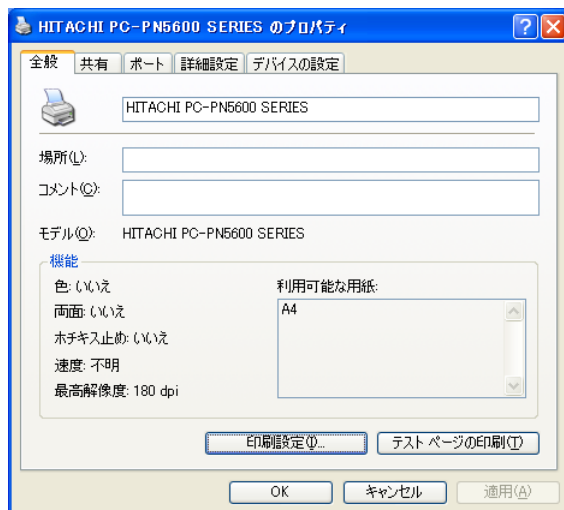 HITACHI PC-PN5600 SERIES のプロパティ
全般 共有 ポート 詳細設定 デバイスの設定
HITACHI PC-PN5600 SERIES
場所(L):
コメント(C):
モデル(O): HITACHI PC-PN5600 SERIES
機能
色: いいえ 利用可能な用紙:
両面: いいえ A4
ホチキス止め: いいえ
速度: 不明
最高解像度: 180 dpi
印刷設定(I)... テスト ページの印刷(T)
OK キャンセル 適用(A)